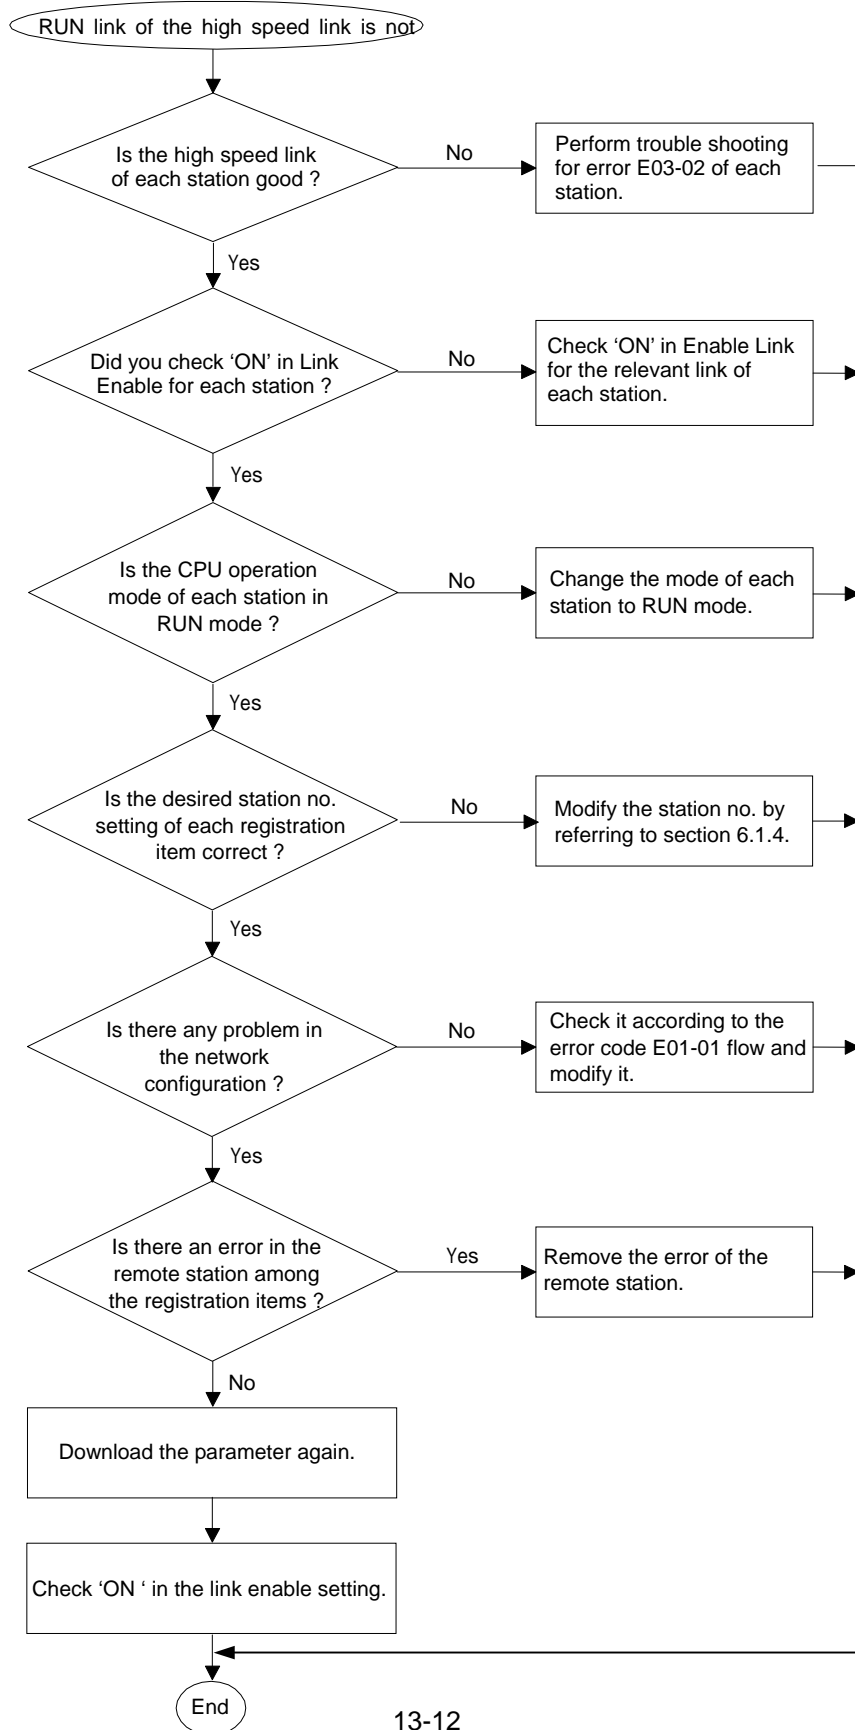 RUN link of the high speed link is not
Is the high speed link
of each station good ?
No
Perform trouble shooting
for error E03-02 of each
station.
Yes
Did you check ‘ON’ in Link
Enable for each station ?
No
Check ‘ON’ in Enable Link
for the relevant link of
each station.
Yes
Is the CPU operation
mode of each station in
RUN mode ?
No
Change the mode of each
station to RUN mode.
Yes
Is the desired station no.
setting of each registration
item correct ?
No
Modify the station no. by
referring to section 6.1.4.
Yes
Is there any problem in
the network
configuration ?
No
Check it according to the
error code E01-01 flow and
modify it.
Yes
Is there an error in the
remote station among
the registration items ?
Yes
Remove the error of the
remote station.
No
Download the parameter again.
Check ‘ON ‘ in the link enable setting.
End
13-12